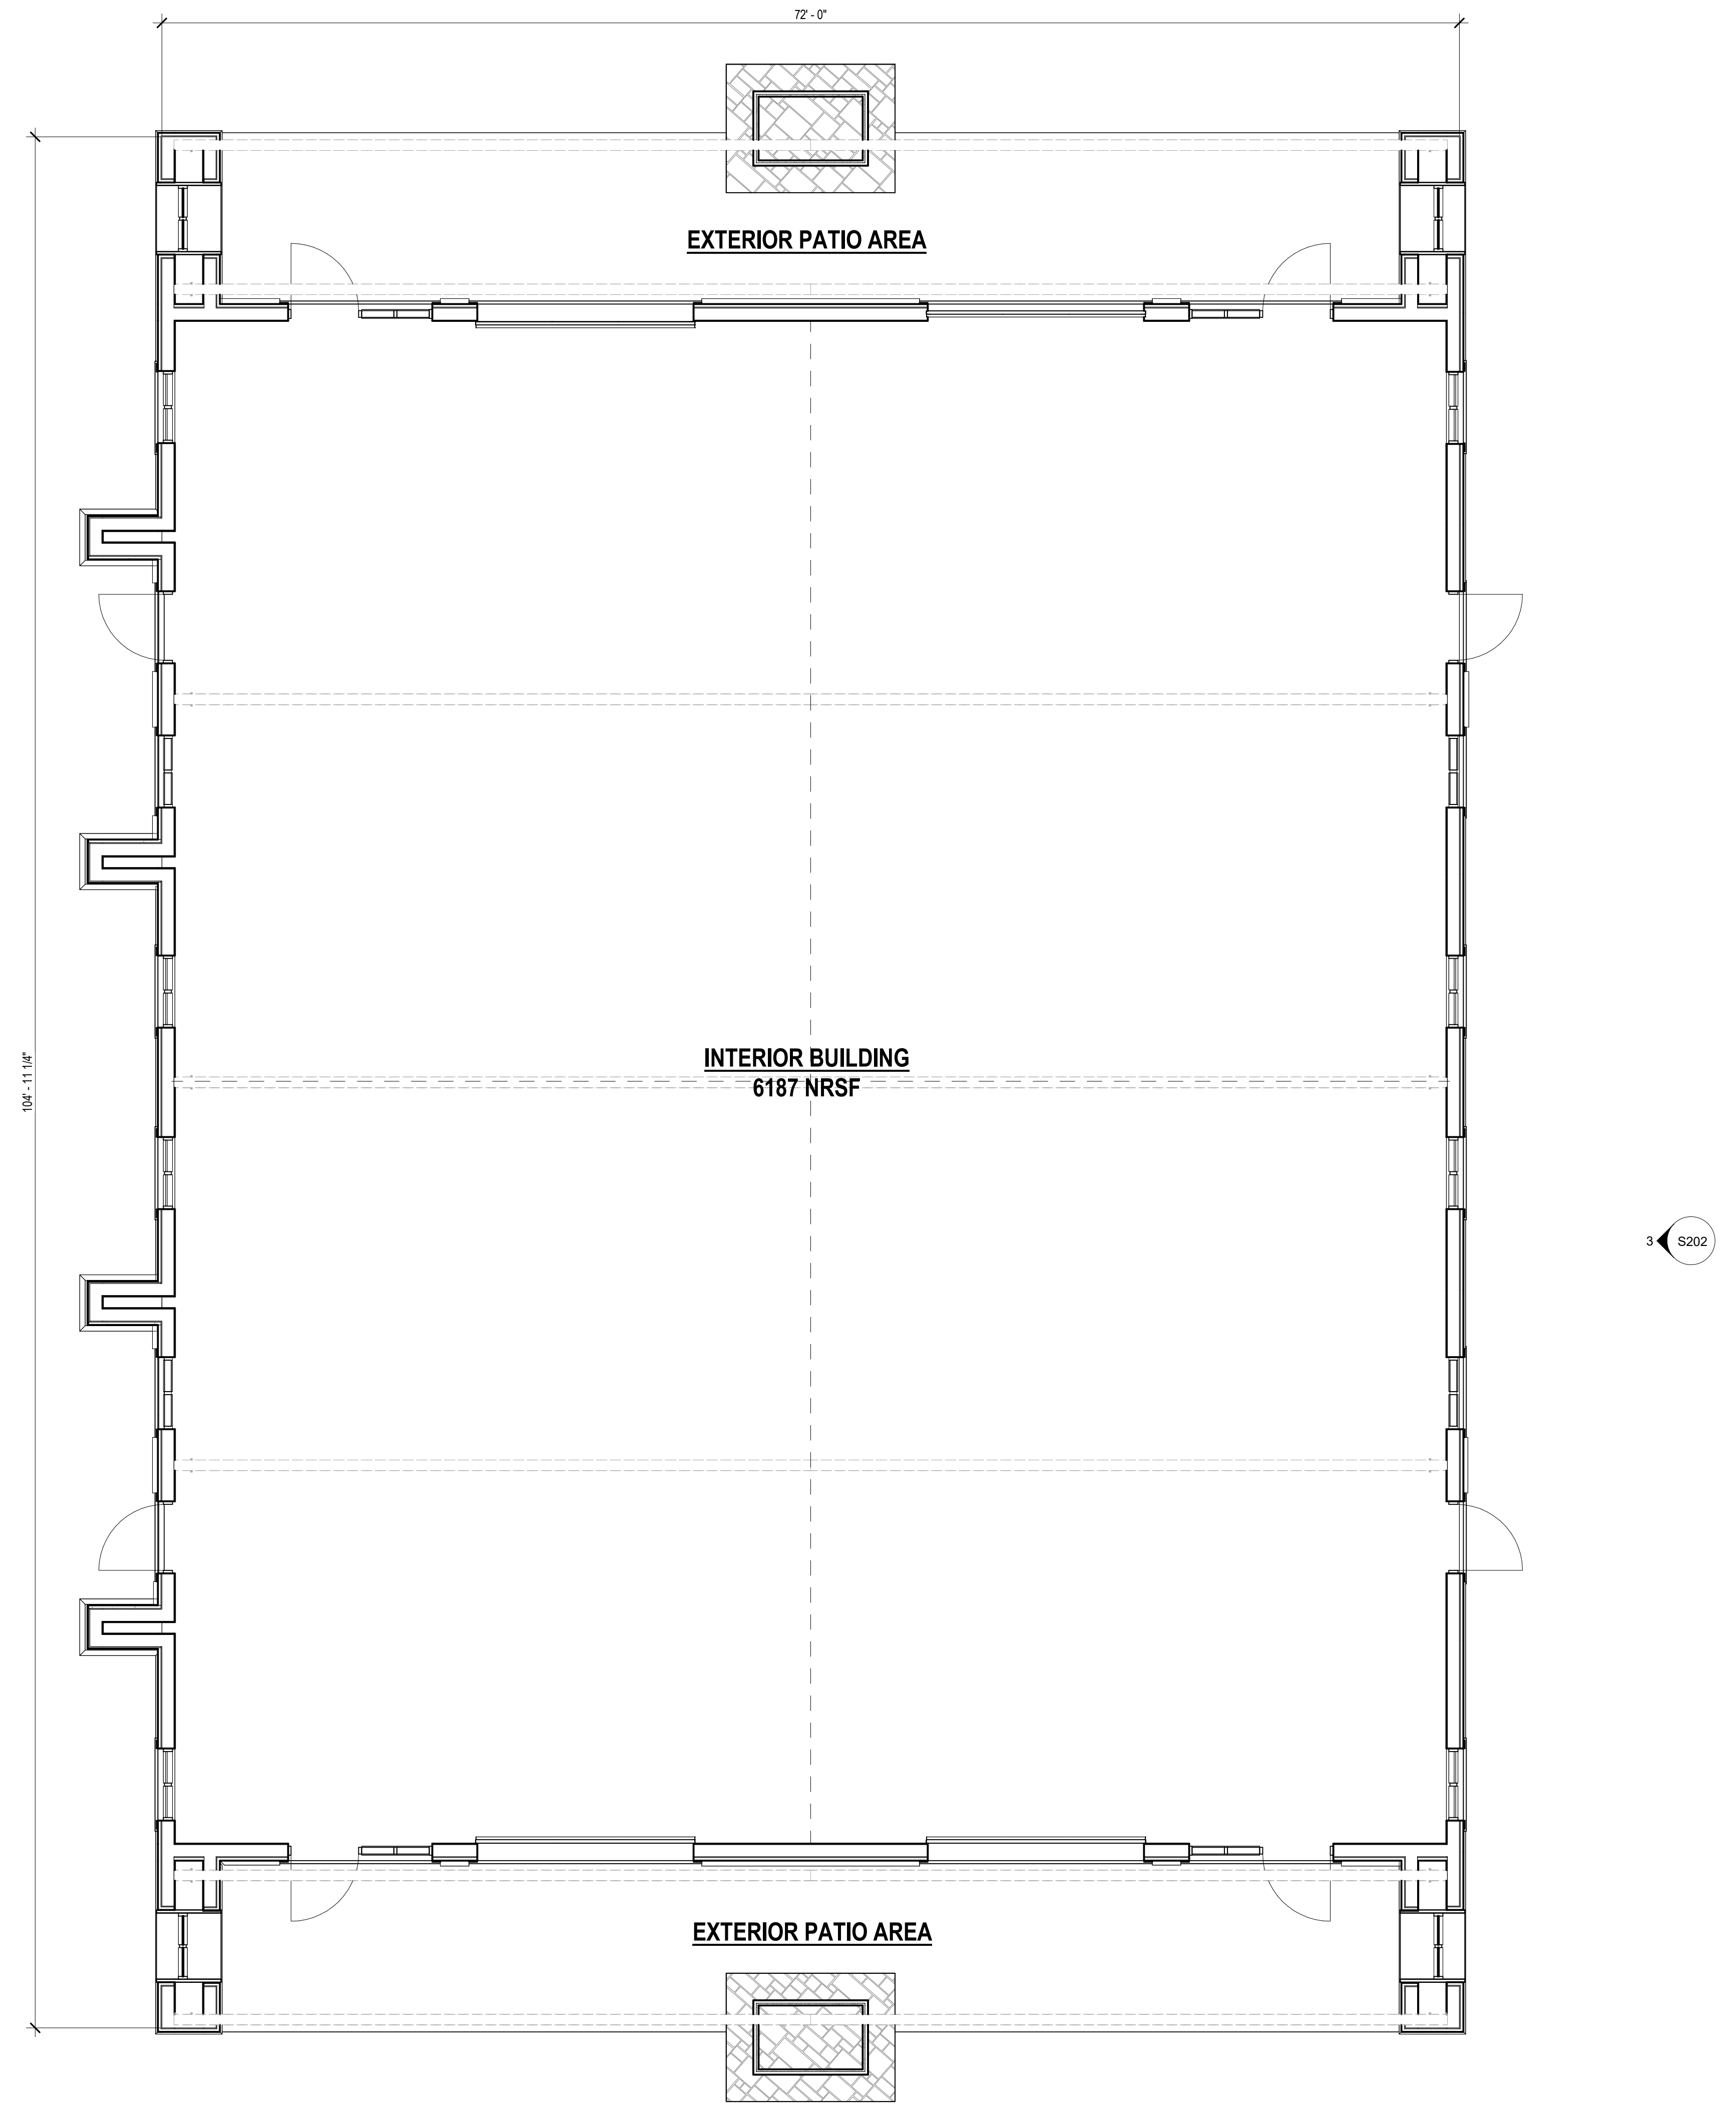 72' - 0"
EXTERIOR PATIO AREA
104' - 11 1/4"
INTERIOR BUILDING
6187 NRSF
3
S202
EXTERIOR PATIO AREA